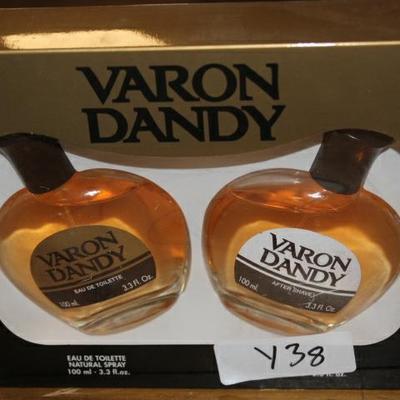 VARON
DANDY
VARON
DANDY
EAU DE TOILETTE
100 ml
3.3 fl. Oz.
VARON
DANDY
AFTER SHAVE
100 ml
3.3 fl. Oz.
EAU DE TOILETTE
NATURAL SPRAY
100 ml - 3.3 fl.oz.
Y38